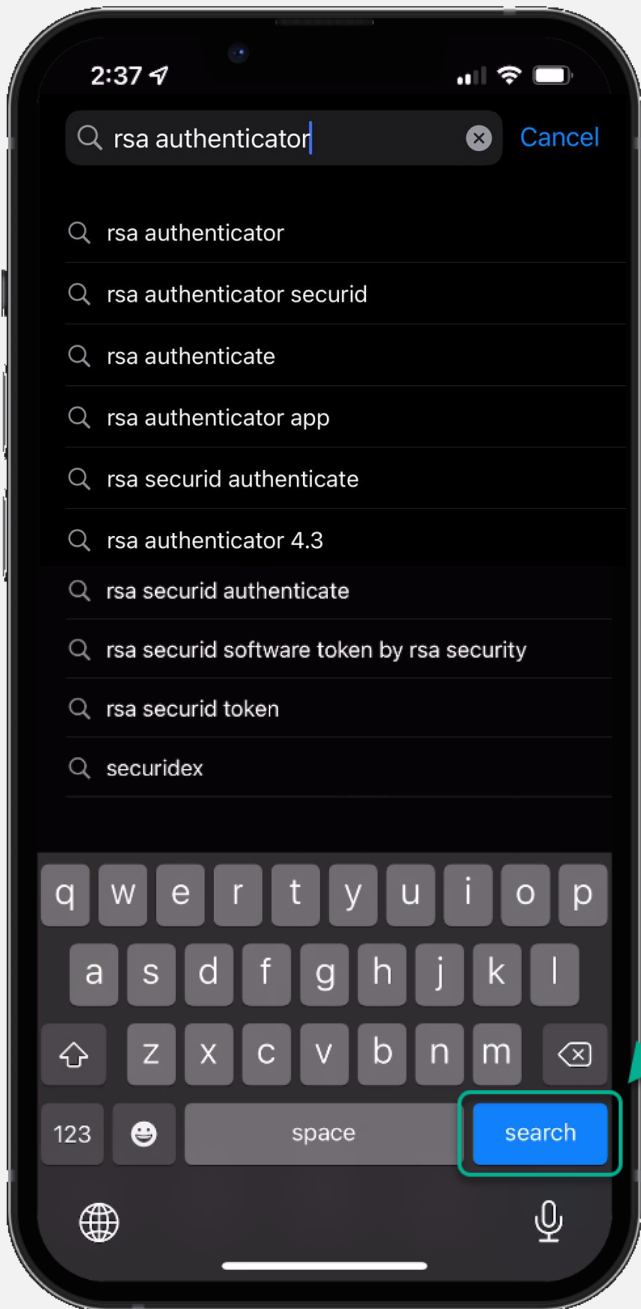 2:37
rsa authenticator Cancel
rsa authenticator
rsa authenticator securid
rsa authenticate
rsa authenticator app
rsa securid authenticate
rsa authenticator 4.3
rsa securid authenticate
rsa securid software token by rsa security
rsa securid token
securidex
q w e r t y u i o p
a s d f g h j k l
z x c v b n m
123 space search